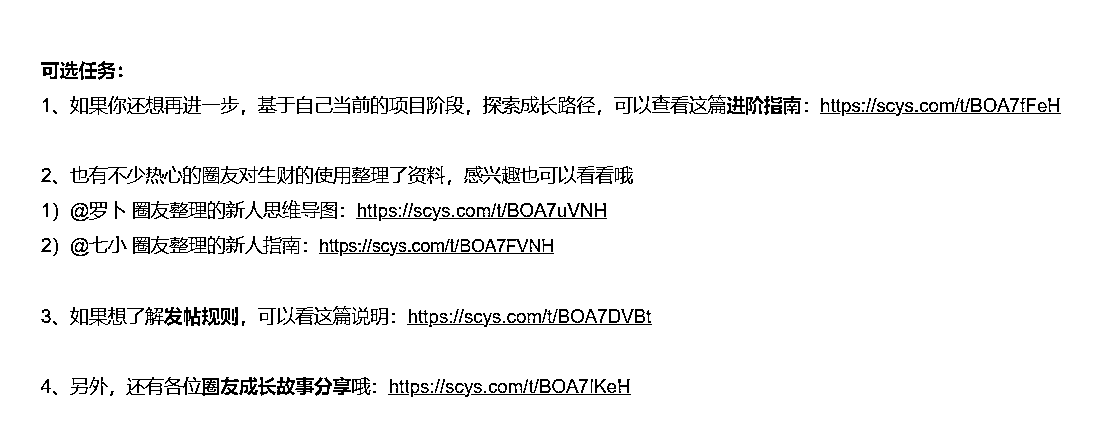 可选任务：
1、如果你还想再进一步，基于自己当前的项目阶段，探索成长路径，可以查看这篇进阶指南：https://scys.com/t/BOA7fFeH
2、也有不少热心的圈友对生财的使用整理了资料，感兴趣也可以看看哦
1）@罗卜 圈友整理的新人思维导图：https://scys.com/t/BOA7uVNH
2）@七小 圈友整理的新人指南：https://scys.com/t/BOA7FVNH
3、如果想了解发帖规则，可以看这篇说明：https://scys.com/t/BOA7DVBt
4、另外，还有各位圈友成长故事分享哦：https://scys.com/t/BOA7IKeH